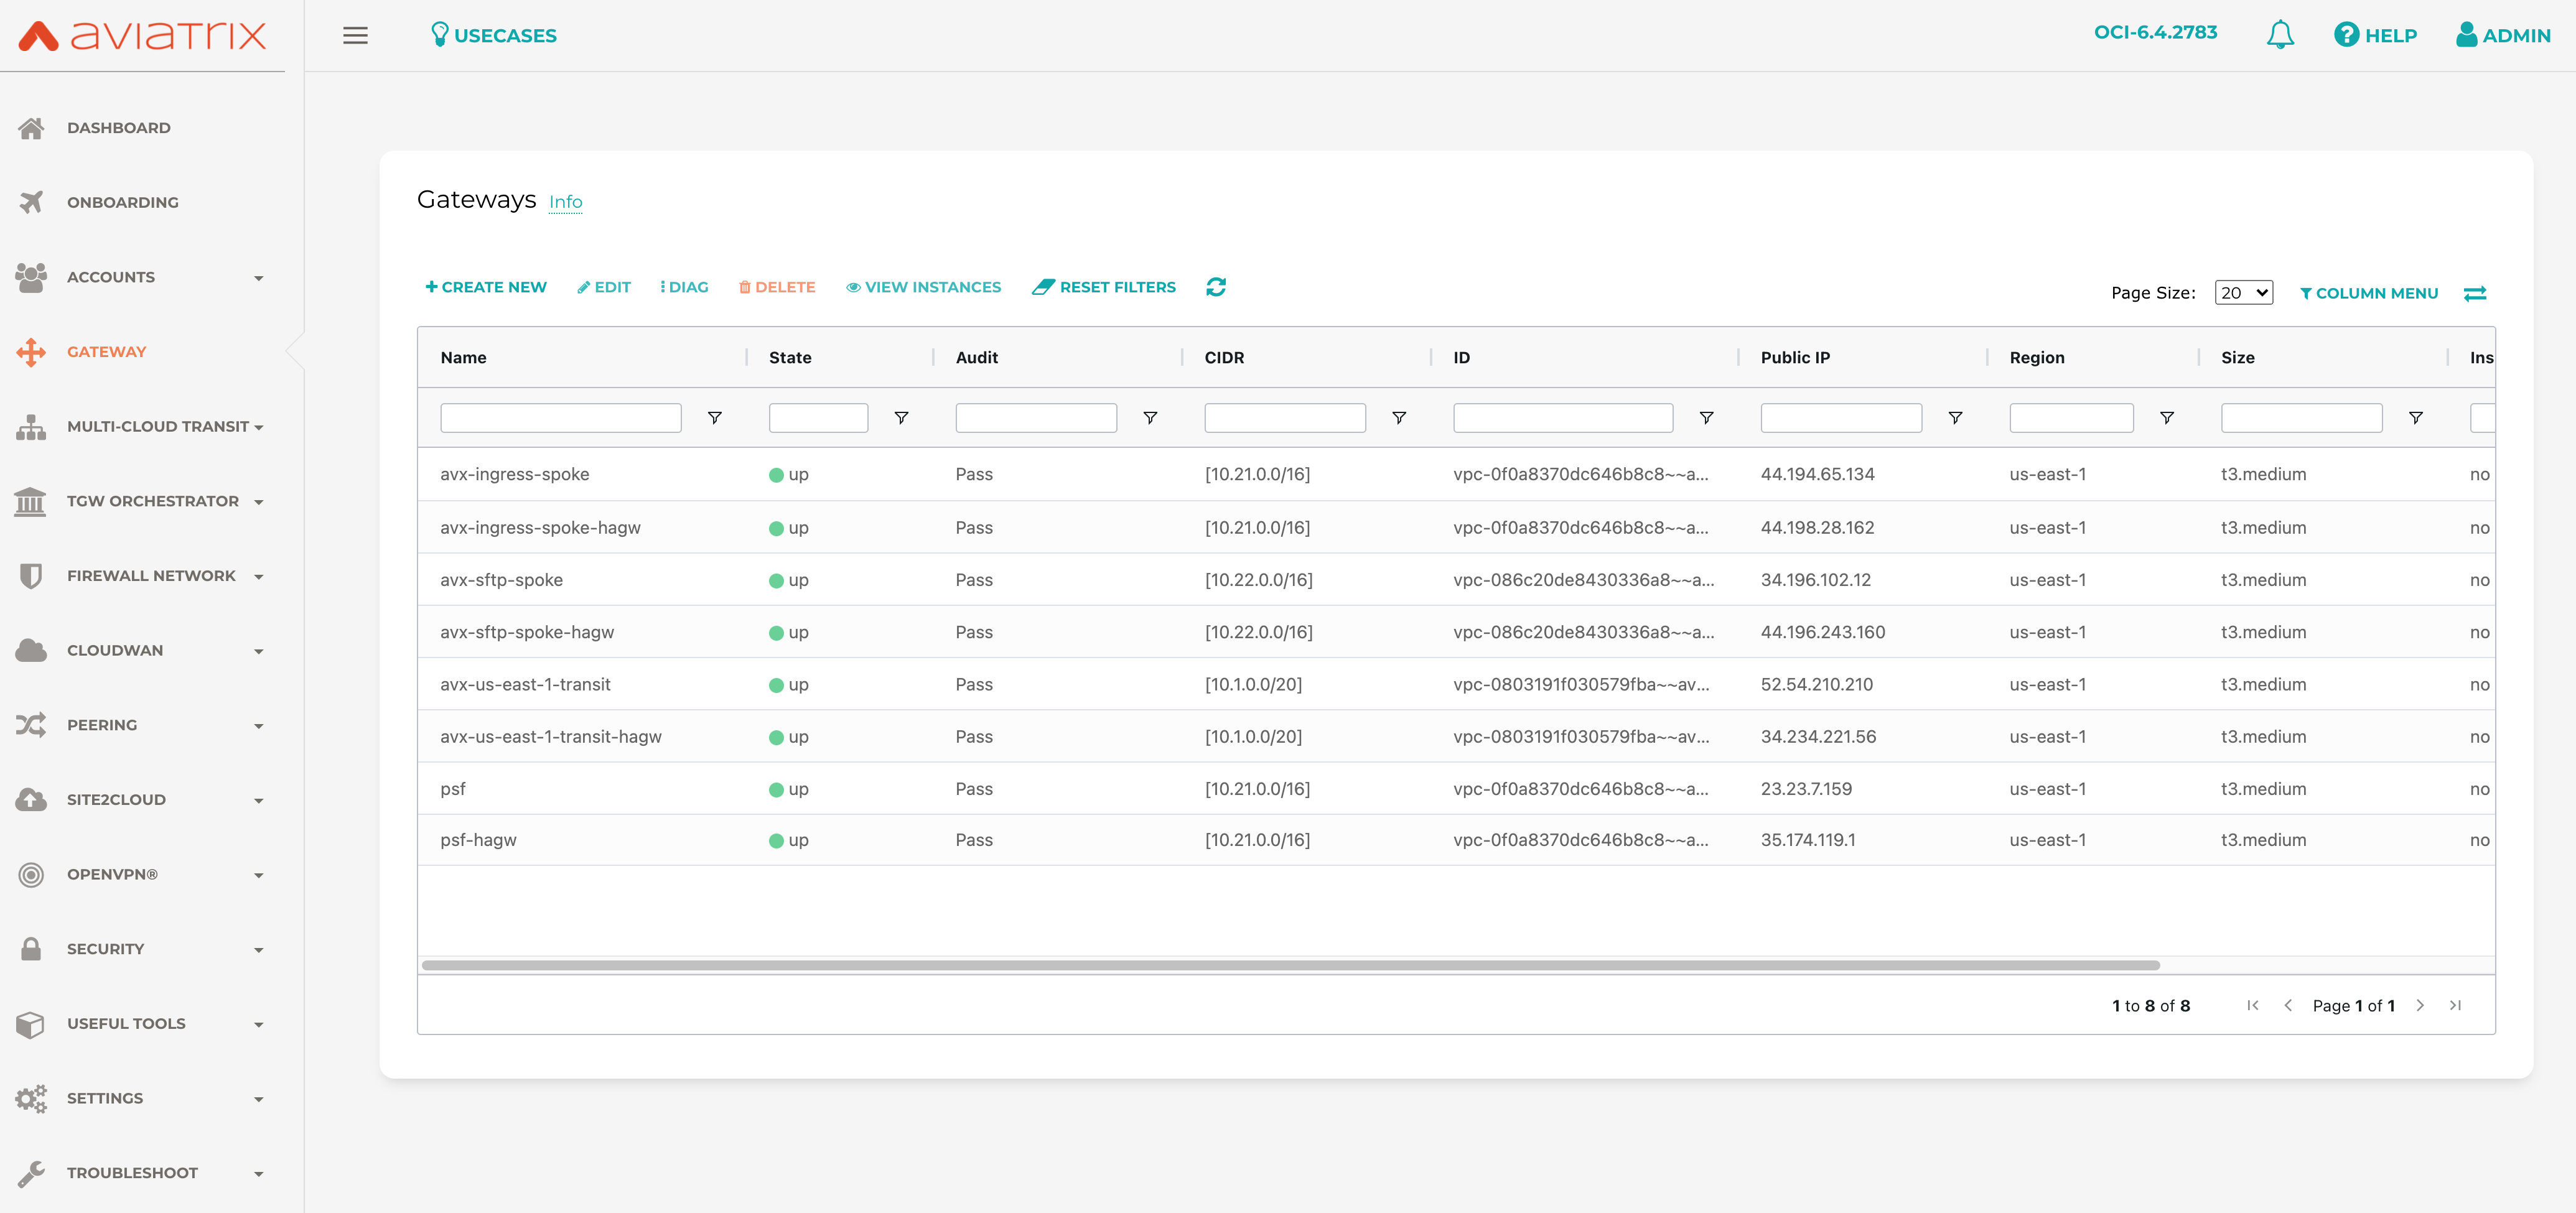 aviatrix
USECASES
OCI-6.4.2783
HELP
ADMIN
DASHBOARD
ONBOARDING
ACCOUNTS
GATEWAY
MULTI-CLOUD TRANSIT
TGW ORCHESTRATOR
FIREWALL NETWORK
CLOUDWAN
PEERING
SITE2CLOUD
OPENVPN®
SECURITY
USEFUL TOOLS
SETTINGS
TROUBLESHOOT
Gateways Info
+ CREATE NEW EDIT DIAG DELETE VIEW INSTANCES RESET FILTERS
Page Size: 20 COLUMN MENU
Name State Audit CIDR ID Public IP Region Size Ins
avx-ingress-spoke up Pass [10.21.0.0/16] vpc-0f0a8370dc646b8c8~~a... 44.194.65.134 us-east-1 t3.medium no
avx-ingress-spoke-hagw up Pass [10.21.0.0/16] vpc-0f0a8370dc646b8c8~~a... 44.198.28.162 us-east-1 t3.medium no
avx-sftp-spoke up Pass [10.22.0.0/16] vpc-086c20de8430336a8~~a... 34.196.102.12 us-east-1 t3.medium no
avx-sftp-spoke-hagw up Pass [10.22.0.0/16] vpc-086c20de8430336a8~~a... 44.196.243.160 us-east-1 t3.medium no
avx-us-east-1-transit up Pass [10.1.0.0/20] vpc-0803191f030579fba~~av... 52.54.210.210 us-east-1 t3.medium no
avx-us-east-1-transit-hagw up Pass [10.1.0.0/20] vpc-0803191f030579fba~~av... 34.234.221.56 us-east-1 t3.medium no
psf up Pass [10.21.0.0/16] vpc-0f0a8370dc646b8c8~~a... 23.23.7.159 us-east-1 t3.medium no
psf-hagw up Pass [10.21.0.0/16] vpc-0f0a8370dc646b8c8~~a... 35.174.119.1 us-east-1 t3.medium no
1 to 8 of 8 Page 1 of 1